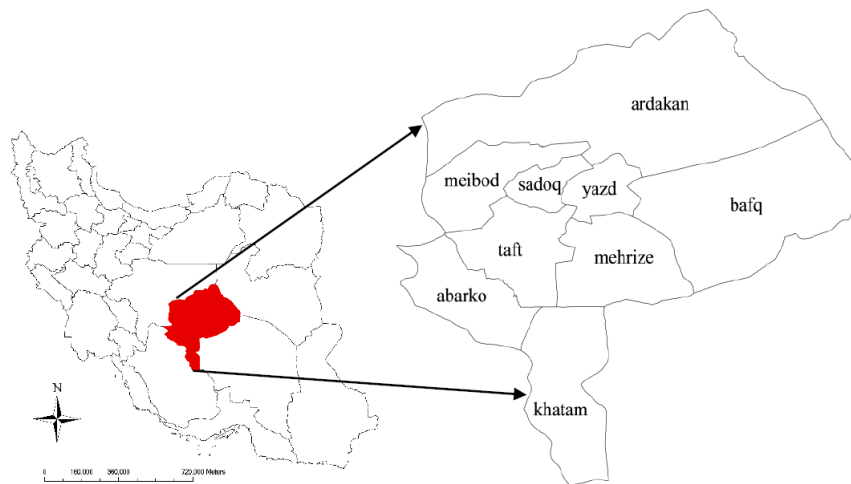 ardakan
meibod
sadoq
yazd
bafq
taft
mehrize
abarko
khatam
N
0 180,000 360,000 720,000 Meters